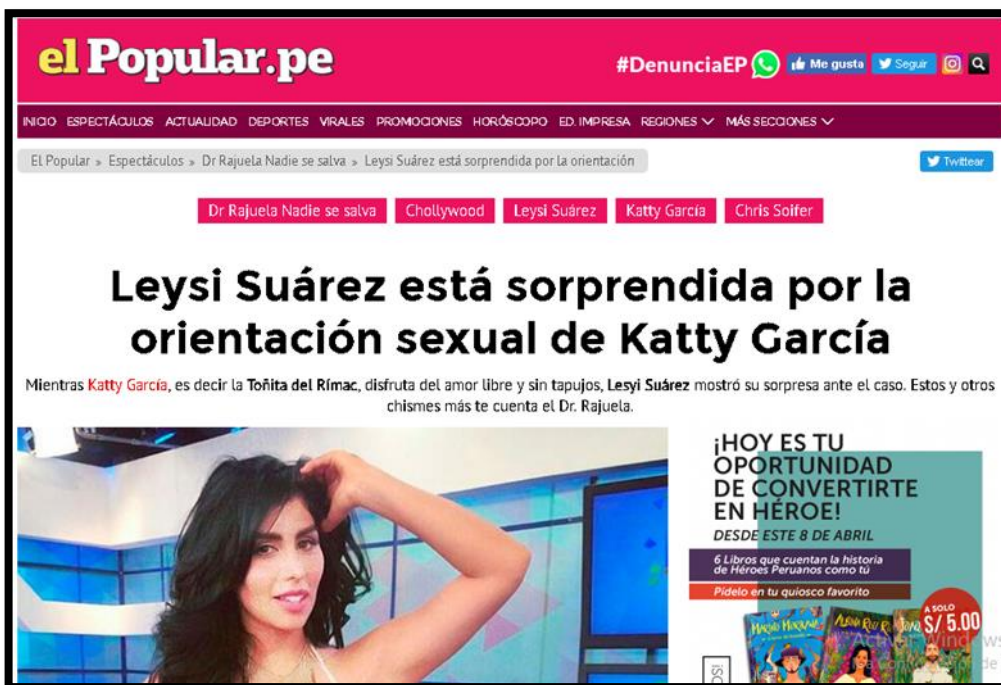 el Popular.pe
#DenunciaEP Me gusta Seguir
INICIO ESPECTÁCULOS ACTUALIDAD DEPORTES VIRALES PROMOCIONES HORÓSCOPO ED. IMPRESA REGIONES MÁS SECCIONES
El Popular » Espectáculos » Dr Rajuela Nadie se salva » Leysi Suárez está sorprendida por la orientación
Twittear
Dr Rajuela Nadie se salva Chollywood Leysi Suárez Katty García Chris Soifer
Leysi Suárez está sorprendida por la
orientación sexual de Katty García
Mientras Katty García, es decir la Toñita del Rímac, disfruta del amor libre y sin tapujos, Lesyi Suárez mostró su sorpresa ante el caso. Estos y otros
chismes más te cuenta el Dr. Rajuela.
¡HOY ES TU
OPORTUNIDAD
DE CONVERTIRTE
EN HÉROE!
DESDE ESTE 8 DE ABRIL
6 Libros que cuentan la historia
de Héroes Peruanos como tú
Pídelo en tu quiosco favorito
A SOLO
S/ 5.00